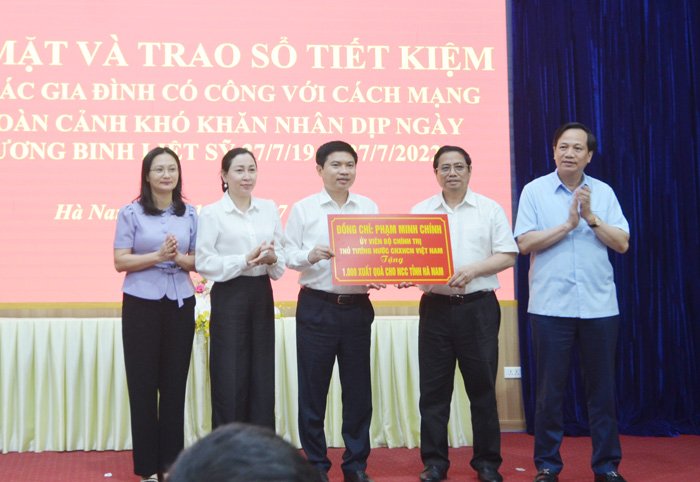 MẶT VÀ TRAO SỔ TIẾT KIỆM
ÁC GIA ĐÌNH CÓ CÔNG VỚI CÁCH MẠNG
OÀN CẢNH KHÓ KHĂN NHÂN DỊP NGÀY
ƯƠNG BINH LIỆT SỸ 27/7/19 27/7/2022
Hà Nam
ĐỒNG CHÍ: PHẠM MINH CHÍNH
ỦY VIÊN BỘ CHÍNH TRỊ
THỦ TƯỚNG NƯỚC CHXHCN VIỆT NAM
Tặng
1.000 XUẤT QUÀ CHO NCC TỈNH HÀ NAM